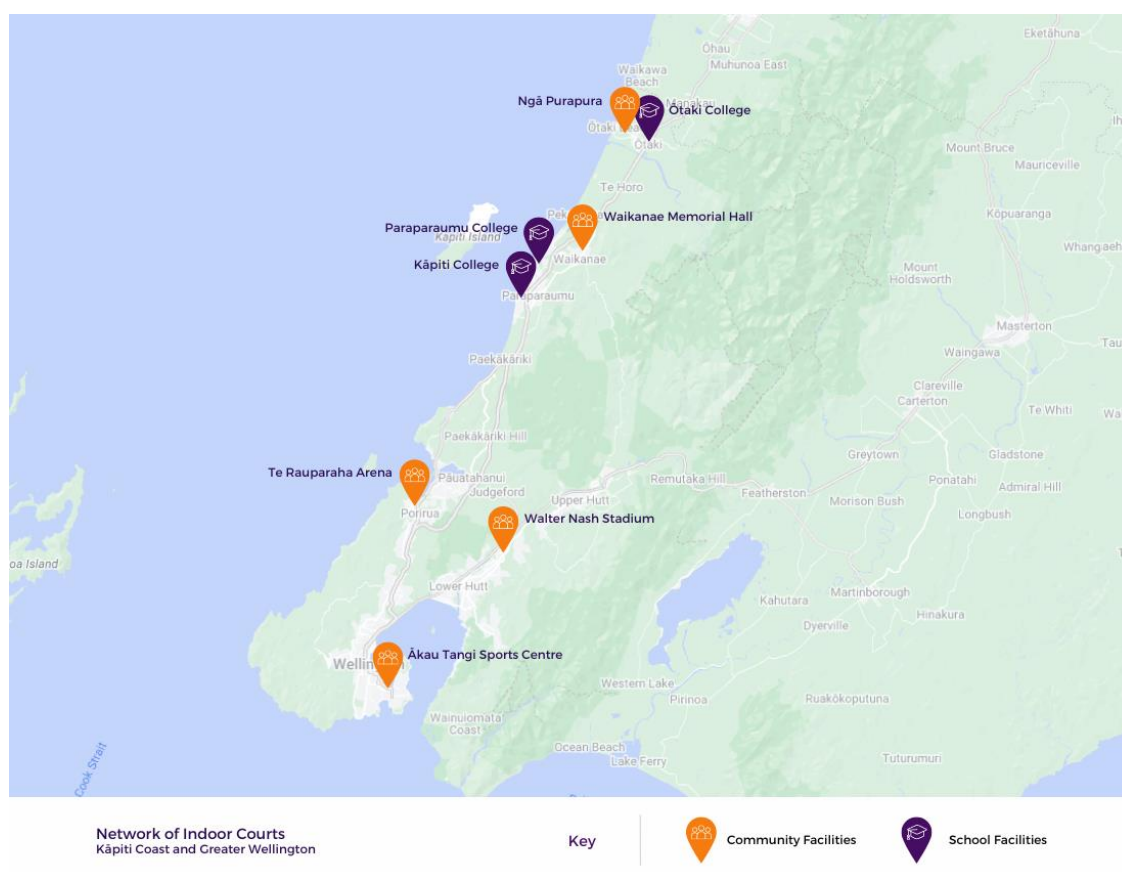 Eketāhuna
Ōhau
Muhunoa East
Waikawa
Beach
Ngā Purapura
Manakau
Ōtaki College
Ōtaki
Ōtaki
Mount Bruce
Mauriceville
Te Horo
Waikanae Memorial Hall
Kōpuaranga
Paraparaumu College
Kāpiti Island
Kāpiti College
Waikanae
Whangaeh
Mount
Holdsworth
Paraparaumu
Masterton
Waingawa
Paekākāriki
Clareville
Carterton
Te Whiti
Paekākāriki Hill
Greytown
Gladstone
Te Rauparaha Arena
Pāuatahanui
Judgeford
Remutaka Hill
Ponatahi
Admiral Hill
Upper Hutt
Featherston
Morison Bush
Porirua
Walter Nash Stadium
Longbush
oa Island
Lower Hutt
Kahutara
Martinborough
Hinakura
Dyerville
Wellin
Ākau Tangi Sports Centre
Western Lake
Pirinoa
Ruakōkoputuna
Wainuiomata
Coast
Ocean Beach
Lake Ferry
Tuturumuri
Cook Strait
Network of Indoor Courts
Kāpiti Coast and Greater Wellington
Key
Community Facilities
School Facilities